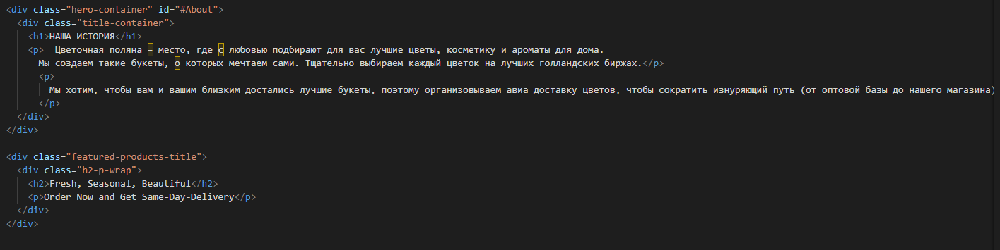 <div class="hero-container" id="#About">
<div class="title-container">
<h1>НАША ИСТОРИЯ</h1>
<p>  Цветочная поляна – место, где с любовью подбирают для вас лучшие цветы, косметику и ароматы для дома.
Мы создаем такие букеты, о которых мечтаем сами. Тщательно выбираем каждый цветок на лучших голландских биржах.</p>
<p>
Мы хотим, чтобы вам и вашим близким достались лучшие букеты, поэтому организовываем авиа доставку цветов, чтобы сократить изнуряющий путь (от оптовой базы до нашего магазина)
</p>
</div>
</div>
<div class="featured-products-title">
<div class="h2-p-wrap">
<h2>Fresh, Seasonal, Beautiful</h2>
<p>Order Now and Get Same-Day-Delivery</p>
</div>
</div>